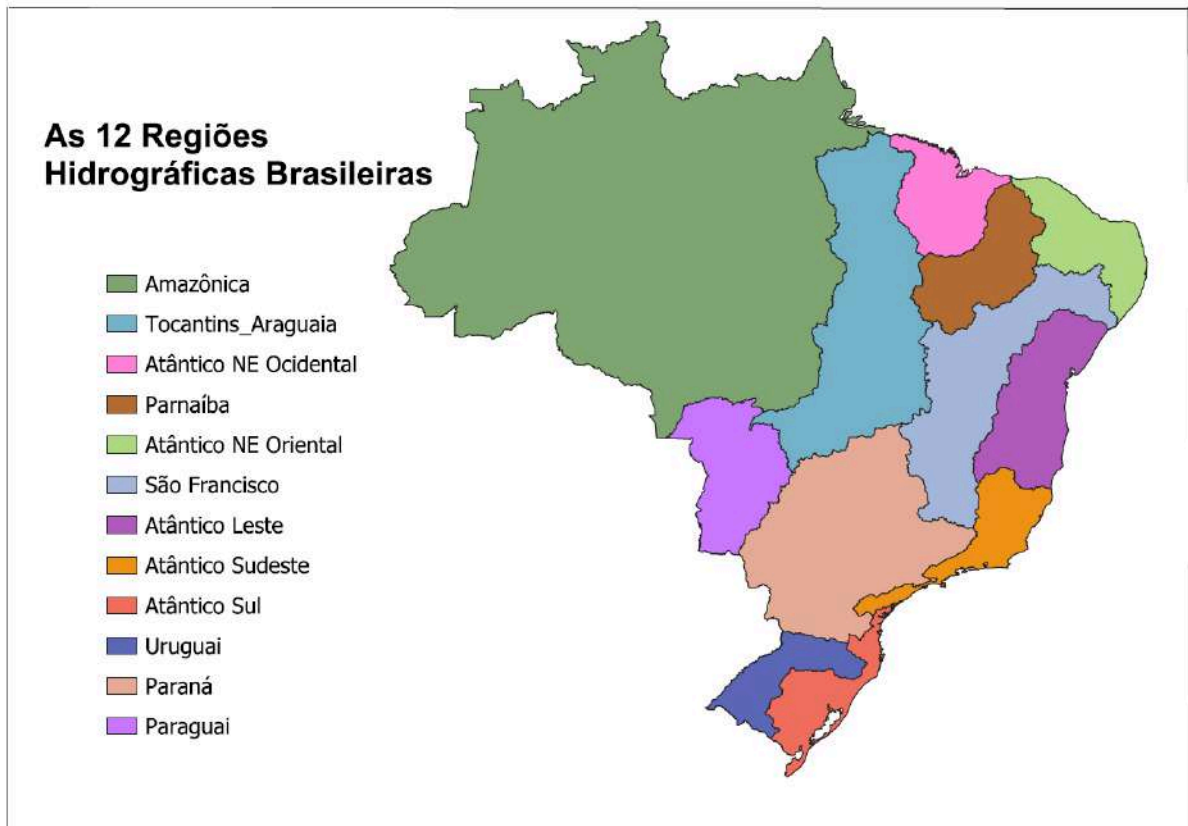 As 12 Regiões
Hidrográficas Brasileiras
Amazônica
Tocantins_Araguaia
Atântico NE Ocidental
Parnaíba
Atântico NE Oriental
São Francisco
Atântico Leste
Atântico Sudeste
Atântico Sul
Uruguai
Paraná
Paraguai